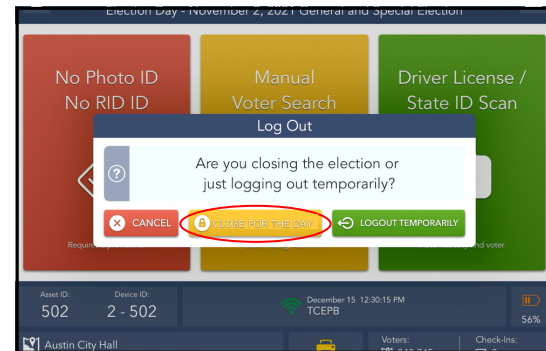 Election Day - November 2, 2021 General and Special Election
No Photo ID
No RID ID
Manual
Voter Search
Driver License /
State ID Scan
Log Out
Are you closing the election or
just logging out temporarily?
CANCEL
CLOSE FOR THE DAY
LOGOUT TEMPORARILY
and voter
Asset ID:
502
Device ID:
2 - 502
December 15 12:30:15 PM
TCEPB
56%
Austin City Hall
Voters:
Check-Ins: